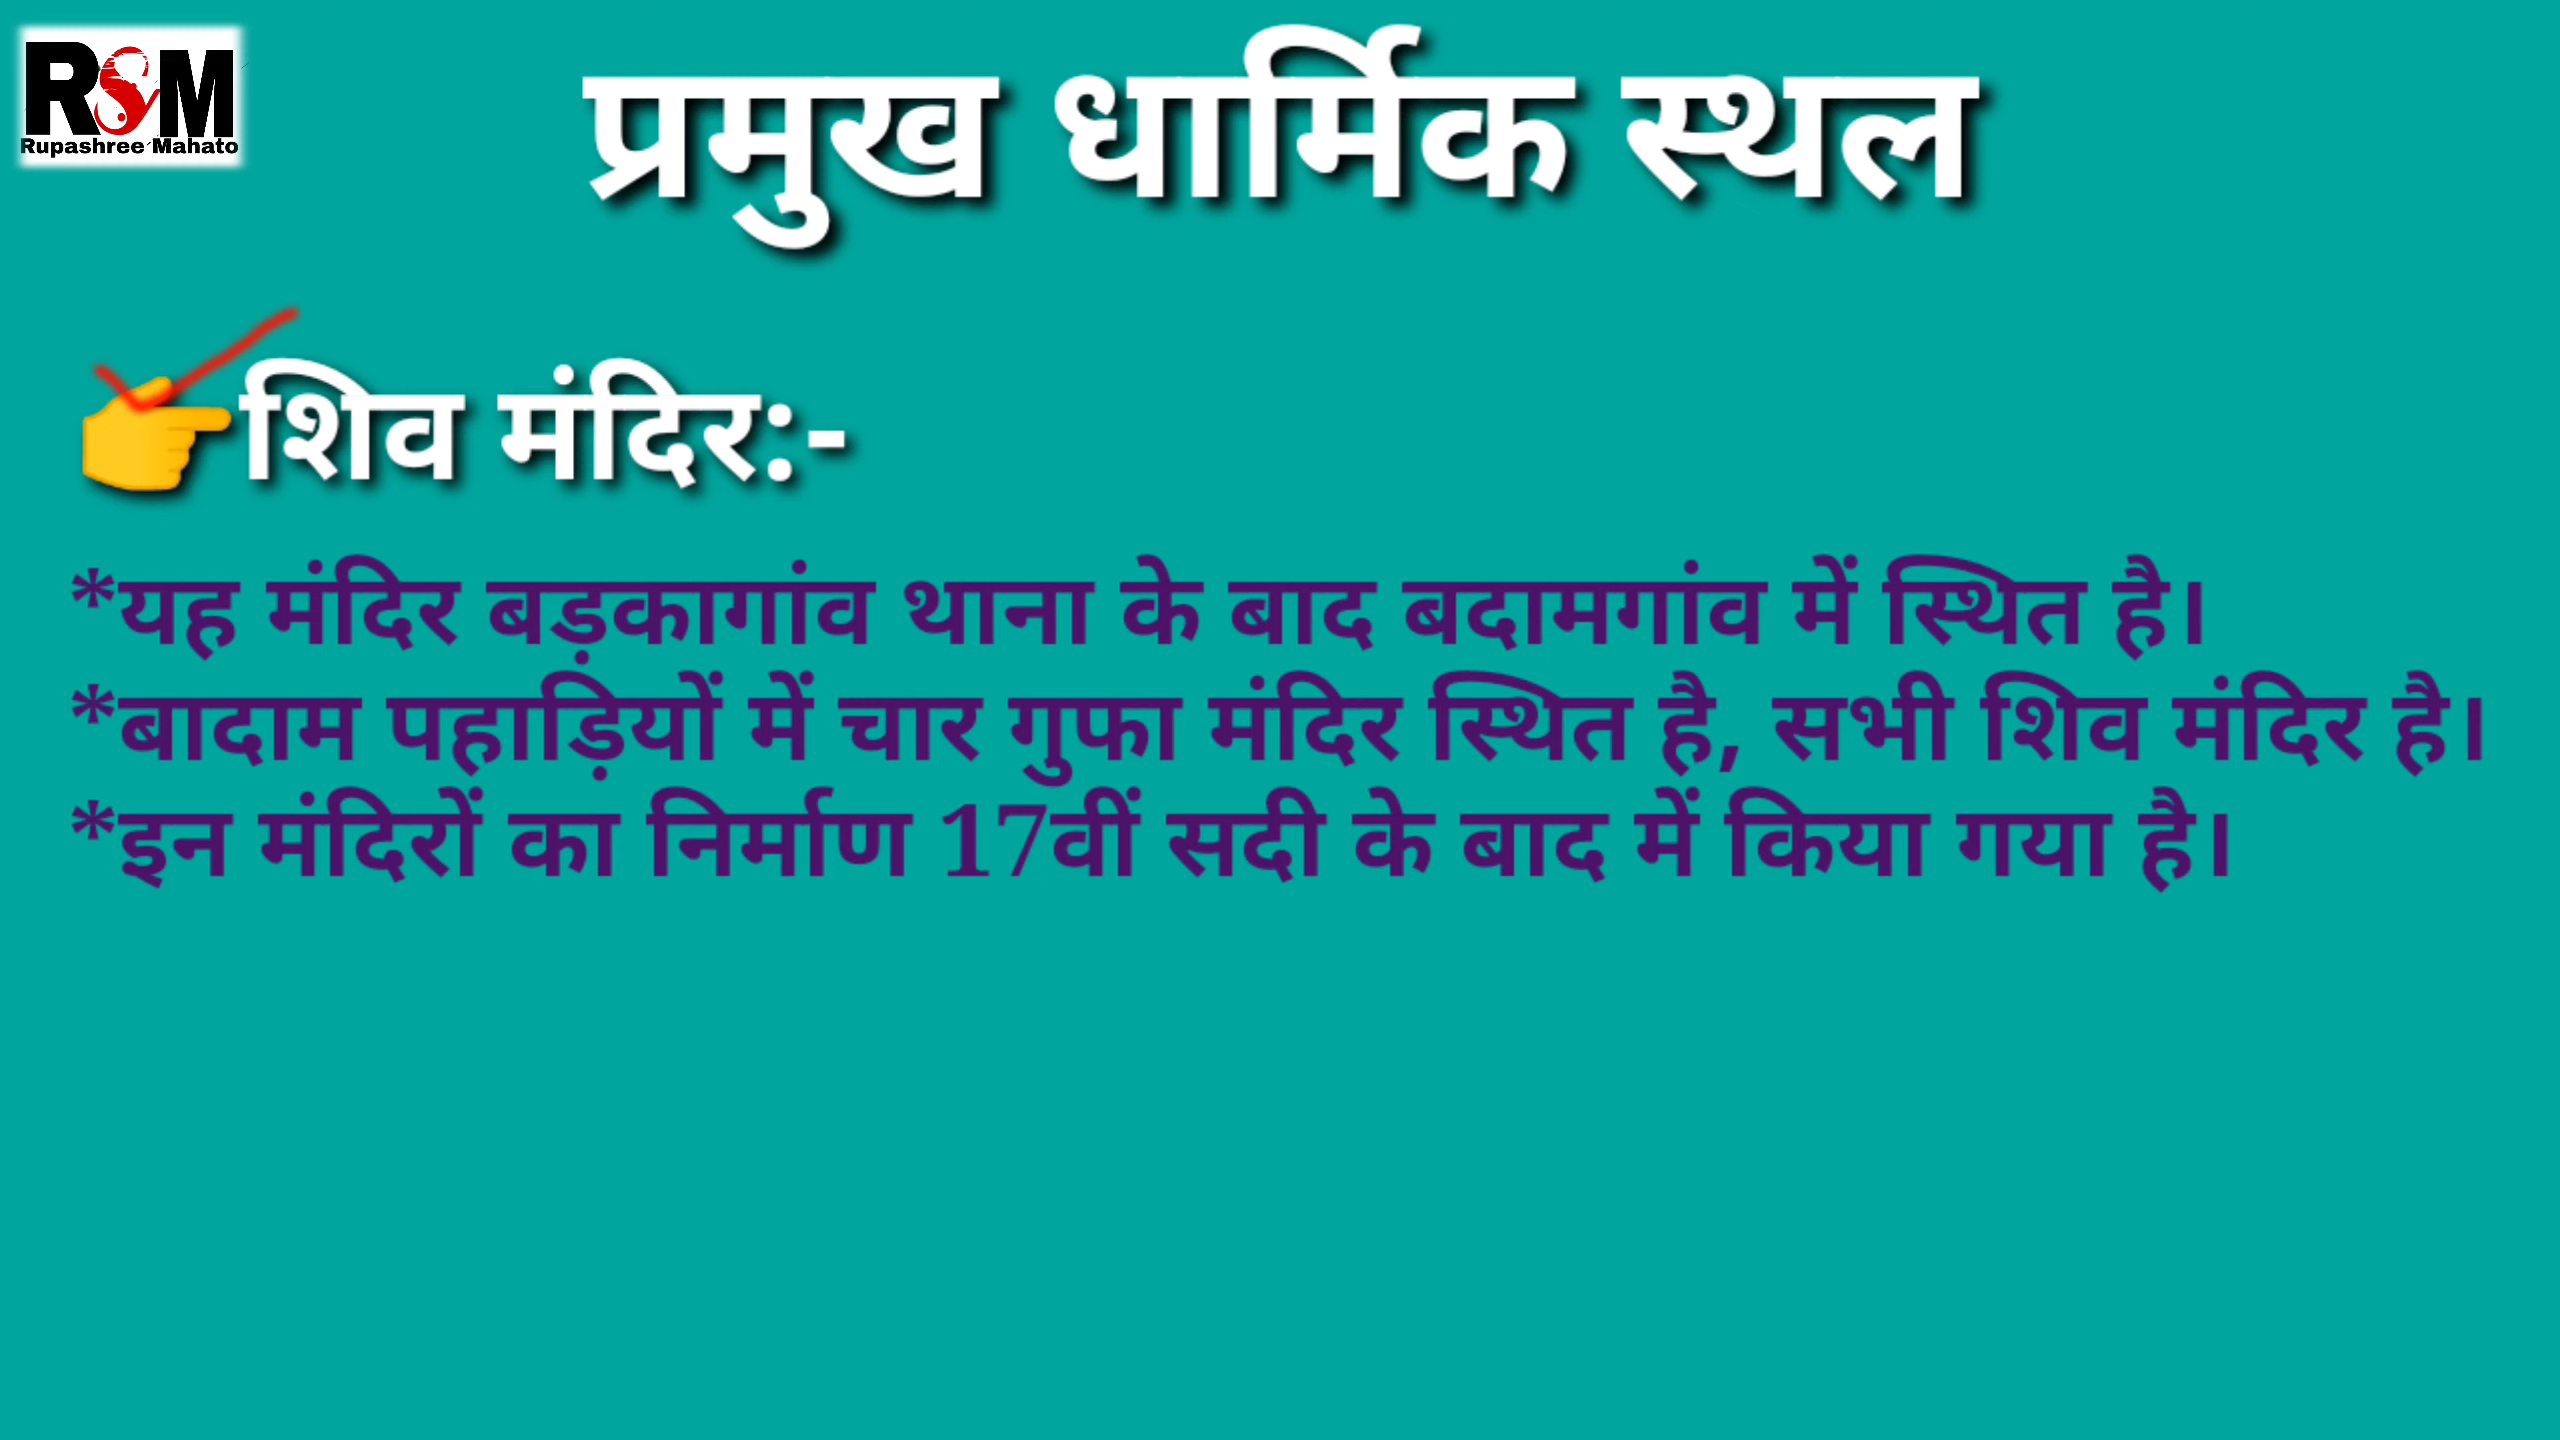 RSM
Rupashree Mahato
प्रमुख धार्मिक स्थल
👉शिव मंदिर:-
*यह मंदिर बड़कागांव थाना के बाद बदामगांव में स्थित है।
*बादाम पहाड़ियों में चार गुफा मंदिर स्थित है, सभी शिव मंदिर है।
*इन मंदिरों का निर्माण 17वीं सदी के बाद में किया गया है।